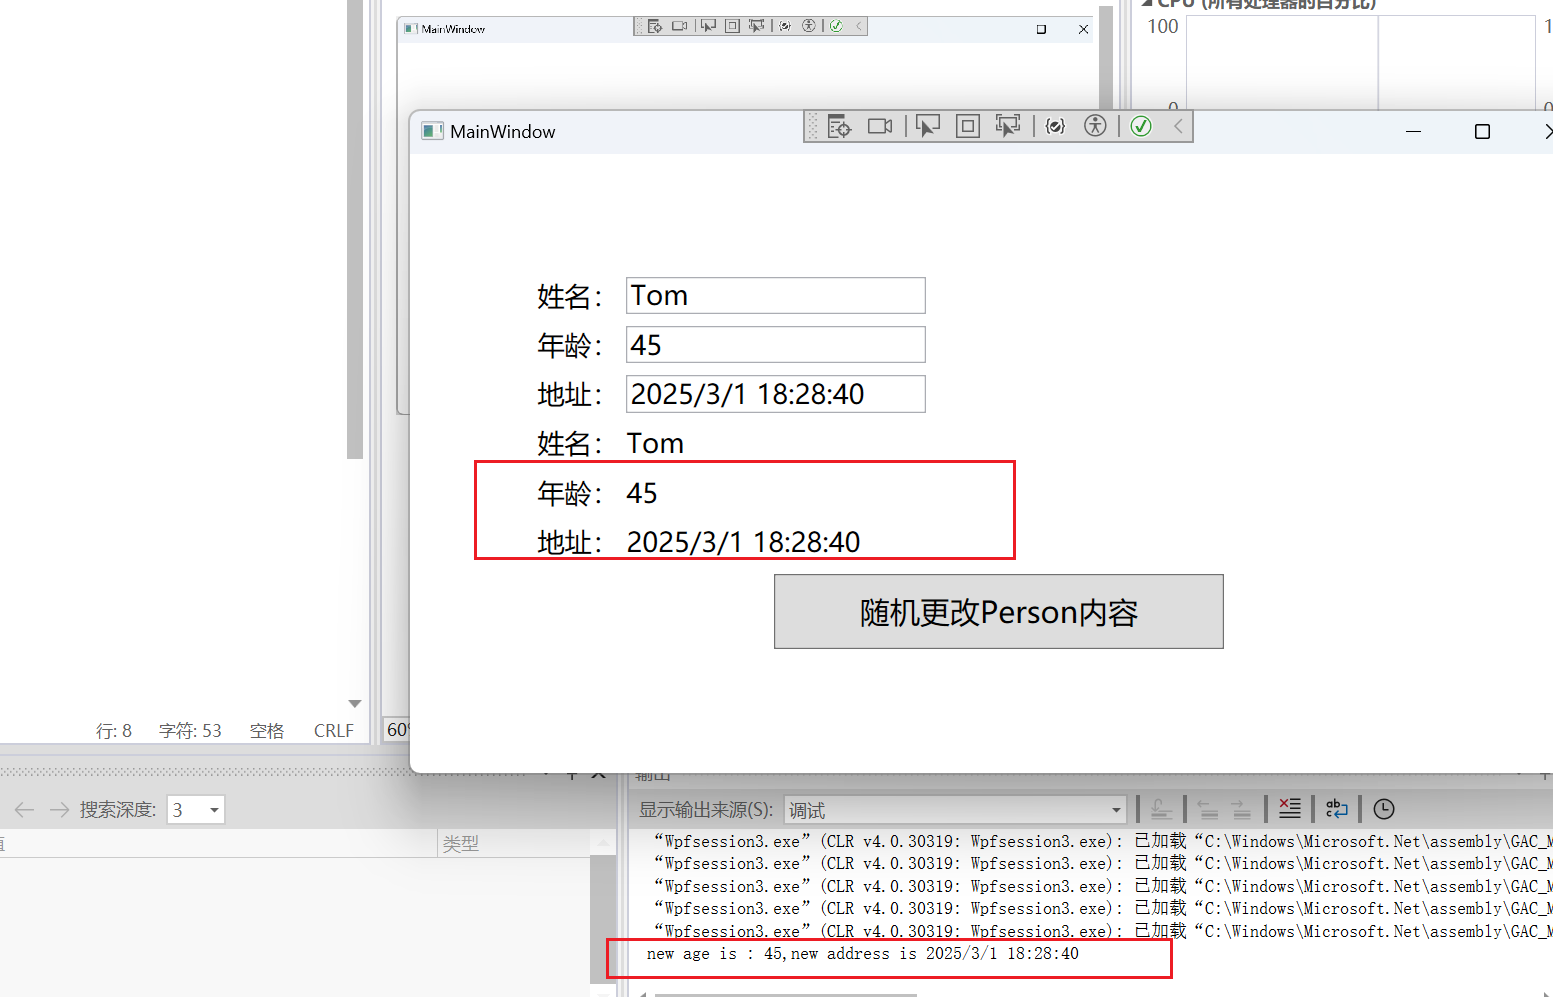 CPU (所有处理器的百分比)
100
0
MainWindow
MainWindow
姓名： Tom
年龄： 45
地址： 2025/3/1 18:28:40
姓名： Tom
年龄： 45
地址： 2025/3/1 18:28:40
随机更改Person内容
行: 8 字符: 53 空格 CRLF
60%
搜索深度: 3
类型
输出
显示输出来源(S): 调试
“Wpfsession3.exe”(CLR v4.0.30319: Wpfsession3.exe): 已加载“C:\Windows\Microsoft.Net\assembly\GAC_M
“Wpfsession3.exe”(CLR v4.0.30319: Wpfsession3.exe): 已加载“C:\Windows\Microsoft.Net\assembly\GAC_M
“Wpfsession3.exe”(CLR v4.0.30319: Wpfsession3.exe): 已加载“C:\Windows\Microsoft.Net\assembly\GAC_M
“Wpfsession3.exe”(CLR v4.0.30319: Wpfsession3.exe): 已加载“C:\Windows\Microsoft.Net\assembly\GAC_M
“Wpfsession3.exe”(CLR v4.0.30319: Wpfsession3.exe): 已加载“C:\Windows\Microsoft.Net\assembly\GAC_M
new age is : 45,new address is 2025/3/1 18:28:40